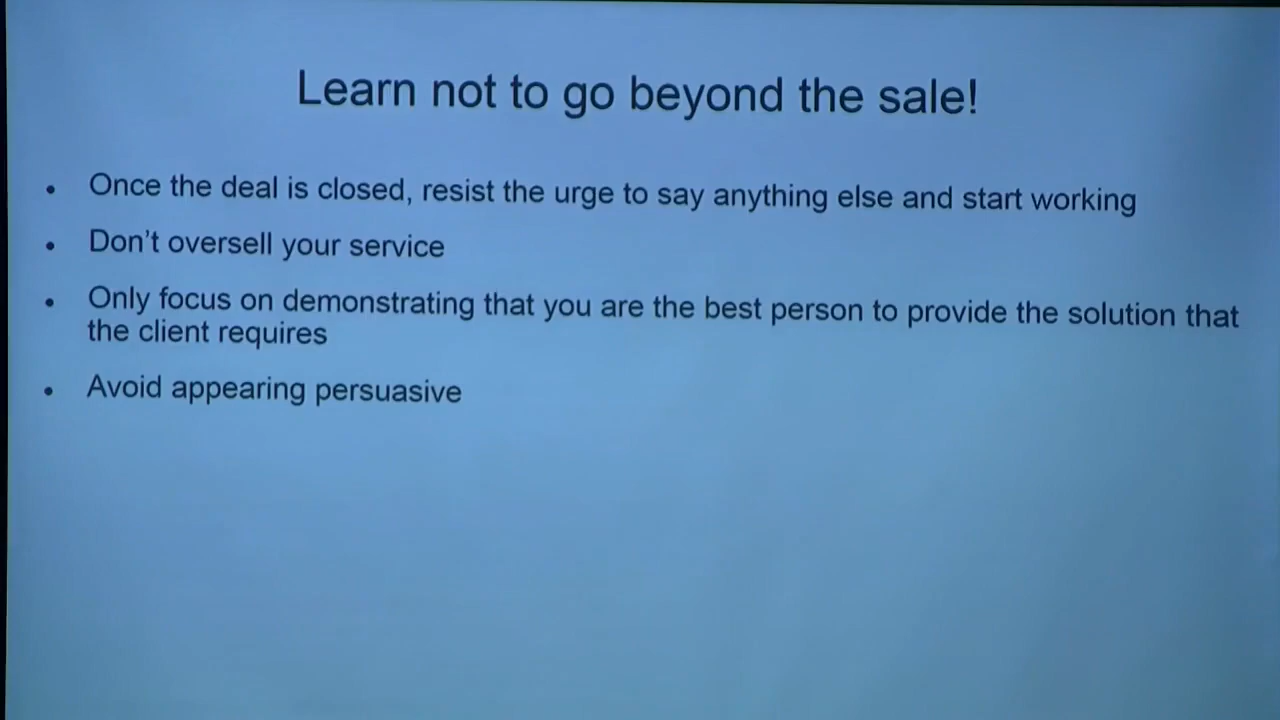 Learn not to go beyond the sale!
• Once the deal is closed, resist the urge to say anything else and start working
• Don’t oversell your service
• Only focus on demonstrating that you are the best person to provide the solution that
the client requires
• Avoid appearing persuasive